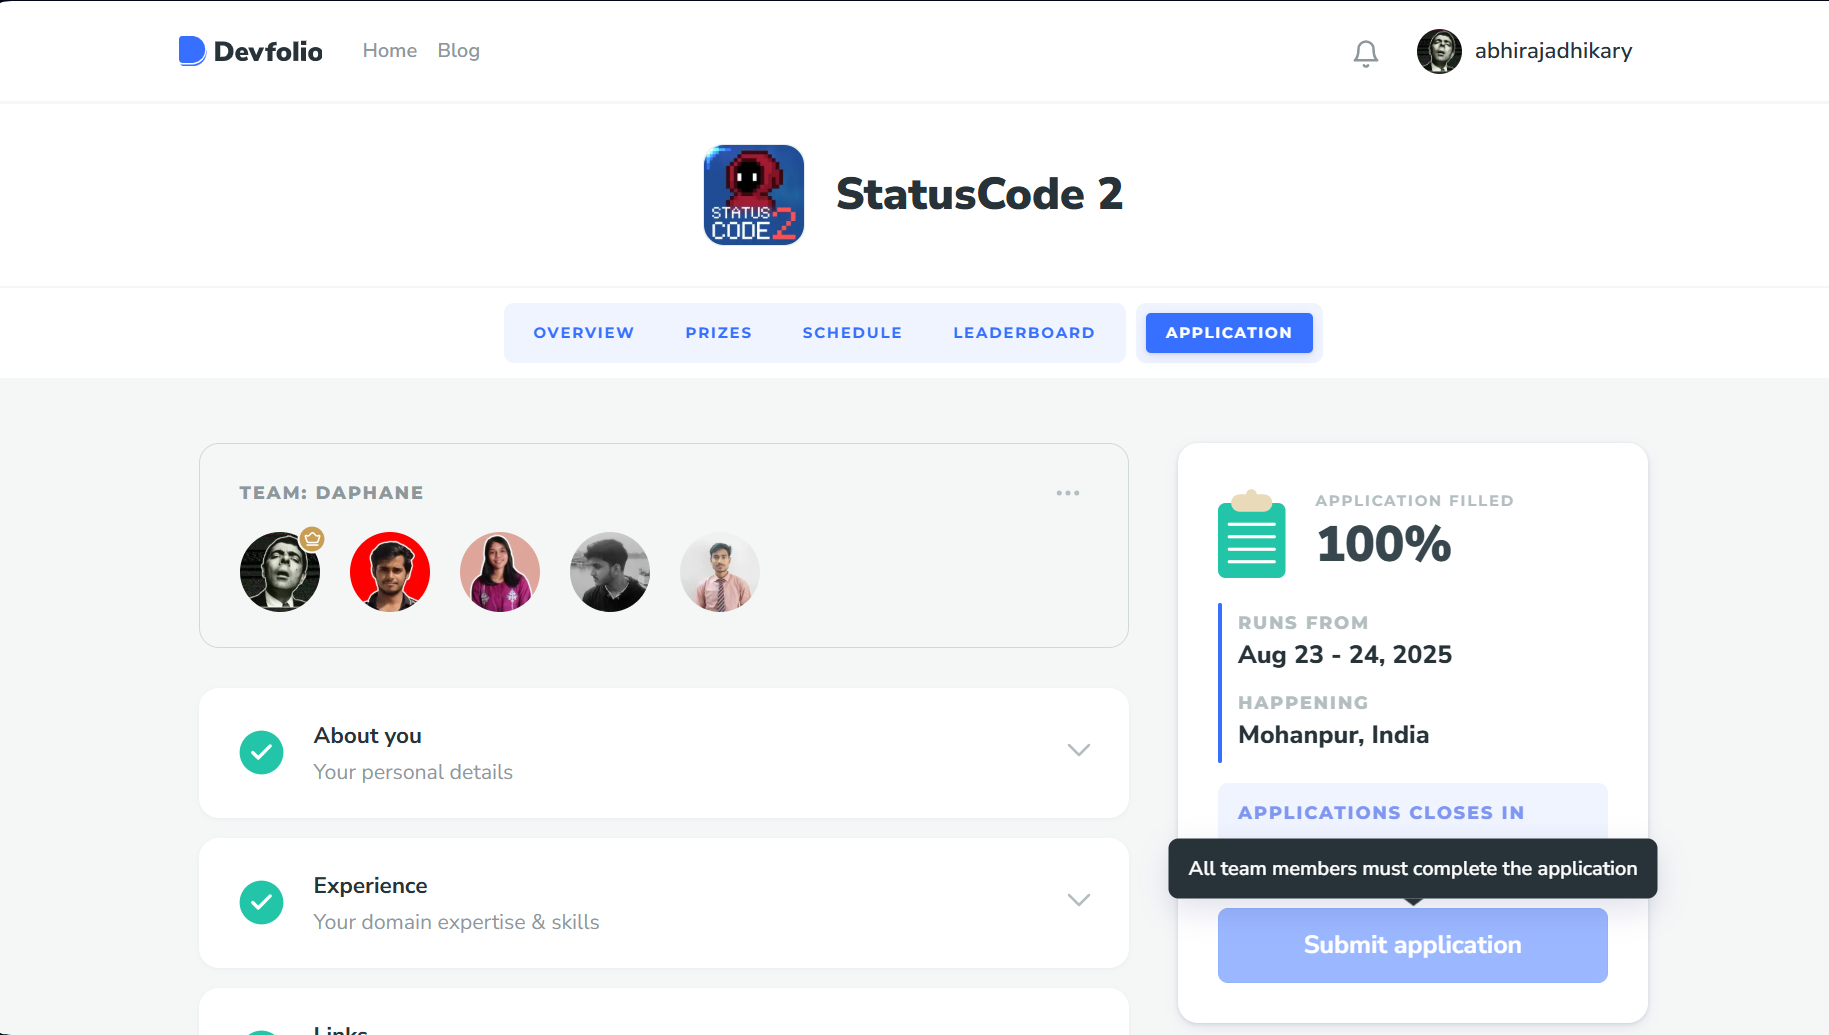 Devfolio
Home
Blog
abhirajadhikary
STATUS
CODE 2
StatusCode 2
OVERVIEW
PRIZES
SCHEDULE
LEADERBOARD
APPLICATION
TEAM: DAPHANE
About you
Your personal details
Experience
Your domain expertise & skills
Links
APPLICATION FILLED
100%
RUNS FROM
Aug 23 - 24, 2025
HAPPENING
Mohanpur, India
APPLICATIONS CLOSES IN
All team members must complete the application
Submit application